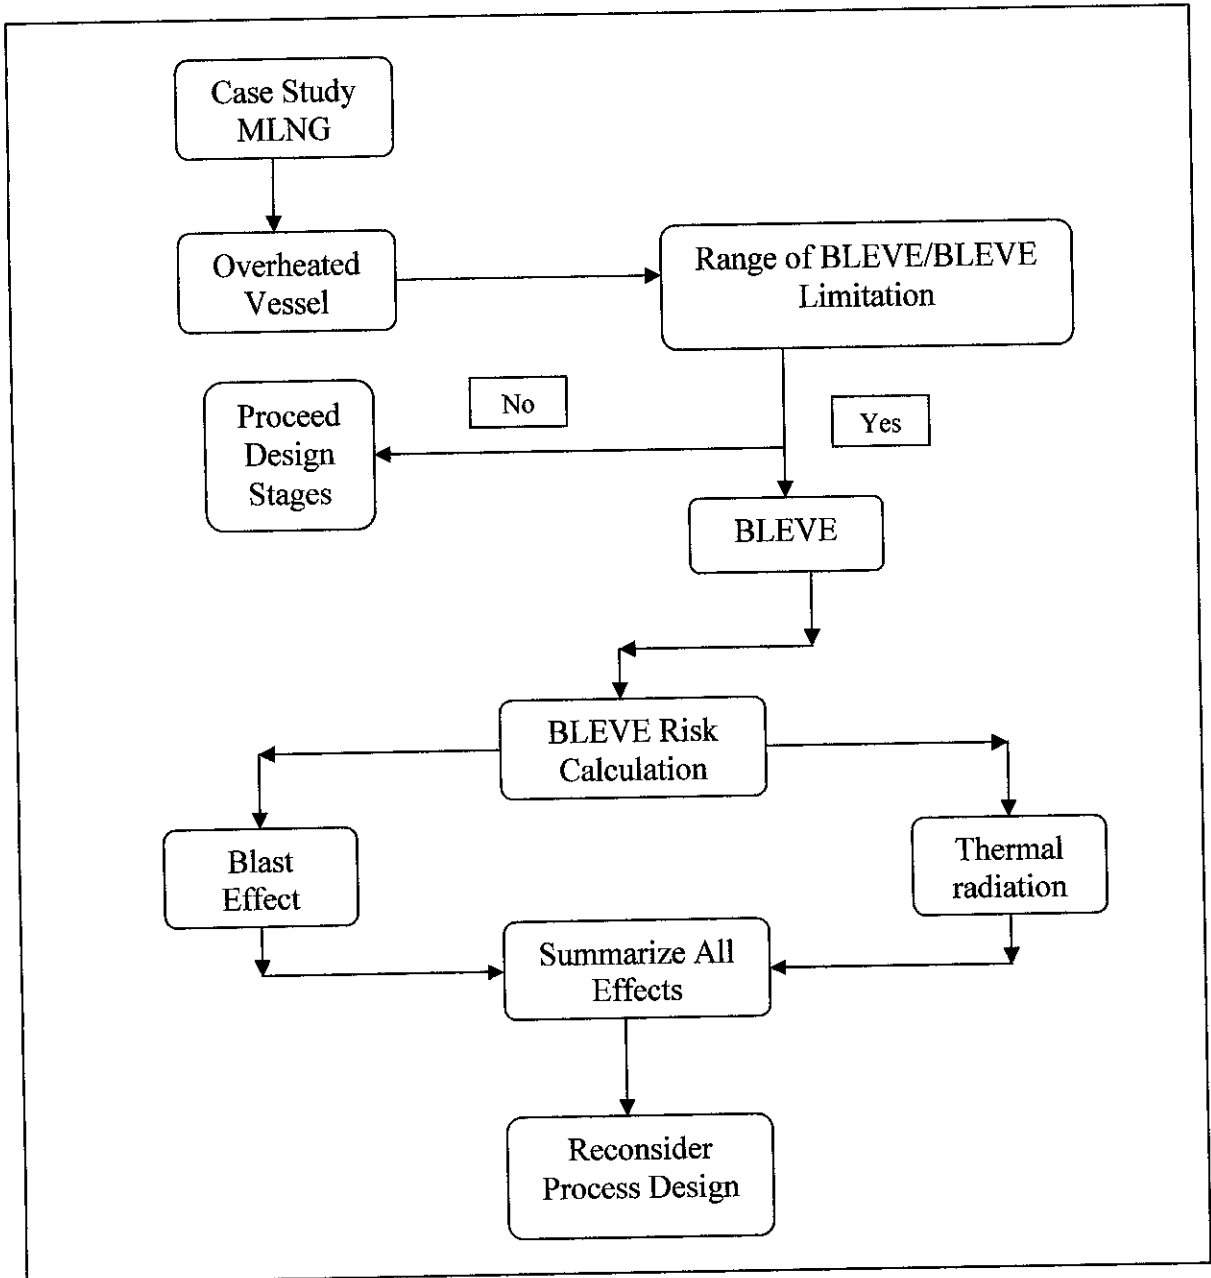 Case Study
MLNG
Overheated
Vessel
Range of BLEVE/BLEVE
Limitation
No
Yes
Proceed
Design
Stages
BLEVE
BLEVE Risk
Calculation
Blast
Effect
Thermal
radiation
Summarize All
Effects
Reconsider
Process Design